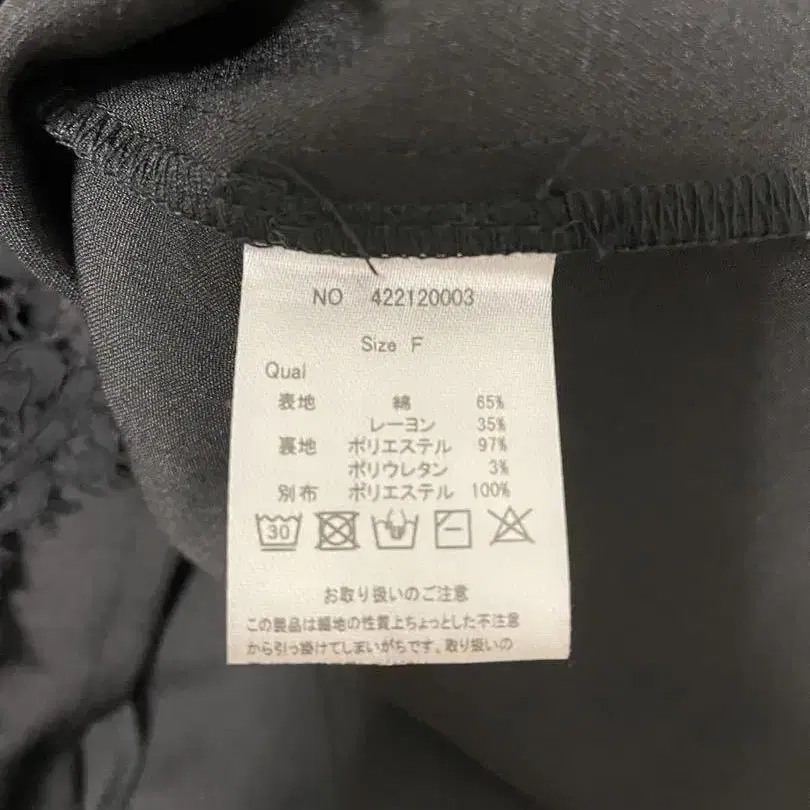 NO 422120003
Size F
Qual
表地 綿 65%
レーヨン 35%
裏地 ポリエステル 97%
ポリウレタン 3%
別布 ポリエステル 100%
30
お取り扱いのご注意
この製品は繊地の性質上ちょっとした不注意
から引っ掛けてしまいがちです、取り扱いの